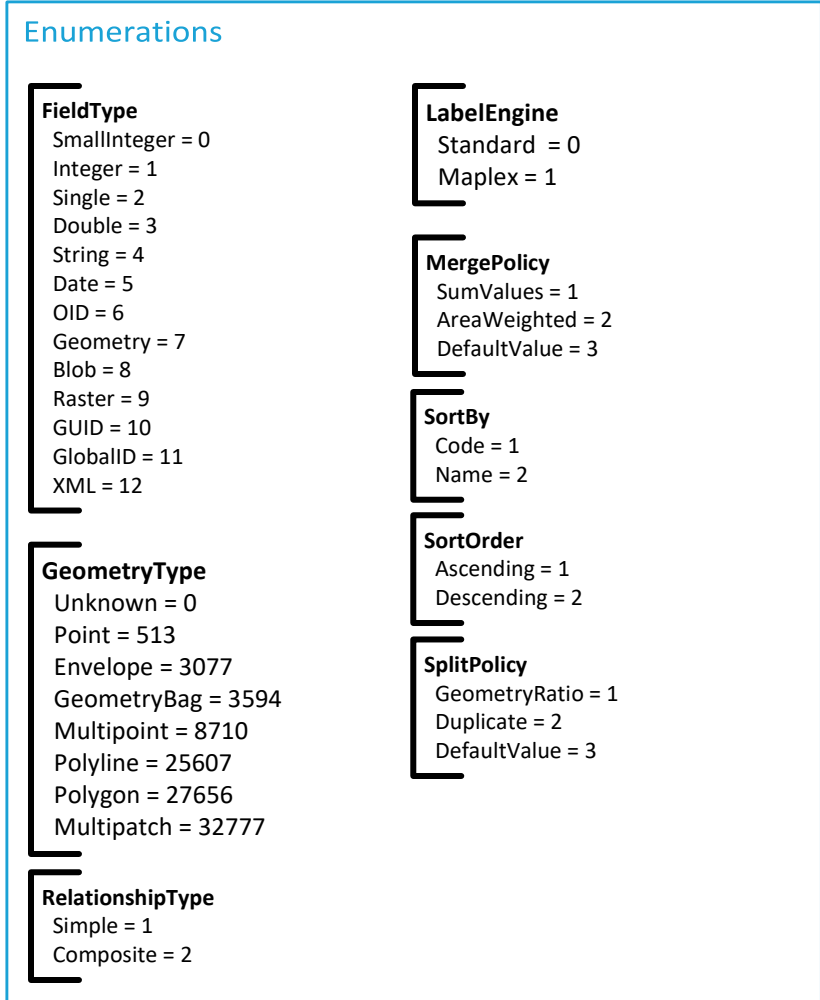 Enumerations
FieldType
SmallInteger = 0
Integer = 1
Single = 2
Double = 3
String = 4
Date = 5
OID = 6
Geometry = 7
Blob = 8
Raster = 9
GUID = 10
GlobalID = 11
XML = 12
GeometryType
Unknown = 0
Point = 513
Envelope = 3077
GeometryBag = 3594
Multipoint = 8710
Polyline = 25607
Polygon = 27656
Multipatch = 32777
RelationshipType
Simple = 1
Composite = 2
LabelEngine
Standard = 0
Maplex = 1
MergePolicy
SumValues = 1
AreaWeighted = 2
DefaultValue = 3
SortBy
Code = 1
Name = 2
SortOrder
Ascending = 1
Descending = 2
SplitPolicy
GeometryRatio = 1
Duplicate = 2
DefaultValue = 3